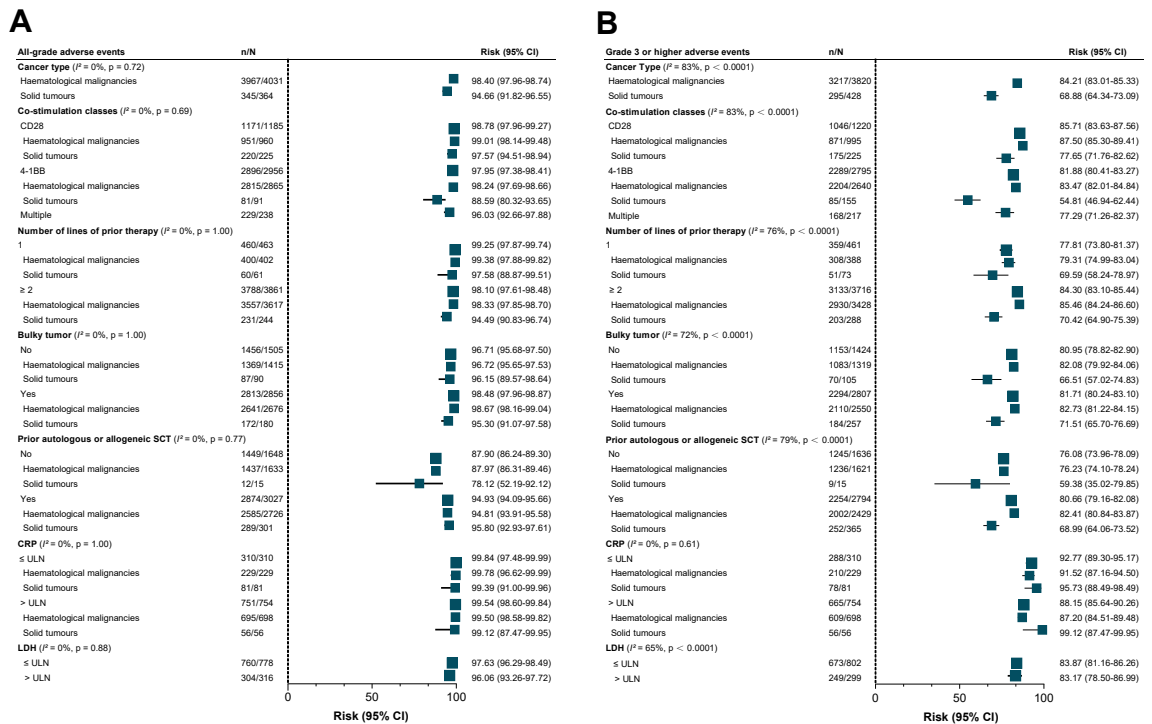 A
All-grade adverse events n/N Risk (95% CI)
Cancer type (I² = 0%, p = 0.72)
Haematological malignancies 3967/4031 98.40 (97.96-98.74)
Solid tumours 345/364 94.66 (91.82-96.55)
Co-stimulation classes (I² = 0%, p = 0.69)
CD28 1171/1185 98.78 (97.96-99.27)
Haematological malignancies 951/960 99.01 (98.14-99.48)
Solid tumours 220/225 97.57 (94.51-98.94)
4-1BB 2896/2956 97.95 (97.38-98.41)
Haematological malignancies 2815/2865 98.24 (97.69-98.66)
Solid tumours 81/91 88.59 (80.32-93.65)
Multiple 229/238 96.03 (92.66-97.88)
Number of lines of prior therapy (I² = 0%, p = 1.00)
1 460/463 99.25 (97.87-99.74)
Haematological malignancies 400/402 99.38 (97.88-99.82)
Solid tumours 60/61 97.58 (88.87-99.51)
≥ 2 3788/3861 98.10 (97.61-98.48)
Haematological malignancies 3557/3617 98.33 (97.85-98.70)
Solid tumours 231/244 94.49 (90.83-96.74)
Bulky tumor (I² = 0%, p = 1.00)
No 1456/1505 96.71 (95.68-97.50)
Haematological malignancies 1369/1415 96.72 (95.65-97.53)
Solid tumours 87/90 96.15 (89.57-98.64)
Yes 2813/2856 98.48 (97.96-98.87)
Haematological malignancies 2641/2676 98.67 (98.16-99.04)
Solid tumours 172/180 95.30 (91.07-97.58)
Prior autologous or allogeneic SCT (I² = 0%, p = 0.77)
No 1449/1648 87.90 (86.24-89.30)
Haematological malignancies 1437/1633 87.97 (86.31-89.46)
Solid tumours 12/15 78.12 (52.19-92.12)
Yes 2874/3027 94.93 (94.09-95.66)
Haematological malignancies 2585/2726 94.81 (93.91-95.58)
Solid tumours 289/301 95.80 (92.93-97.61)
CRP (I² = 0%, p = 1.00)
≤ ULN 310/310 99.84 (97.48-99.99)
Haematological malignancies 229/229 99.78 (96.62-99.99)
Solid tumours 81/81 99.39 (91.00-99.96)
> ULN 751/754 99.54 (98.60-99.84)
Haematological malignancies 695/698 99.50 (98.58-99.82)
Solid tumours 56/56 99.12 (87.47-99.95)
LDH (I² = 0%, p = 0.88)
≤ ULN 760/778 97.63 (96.29-98.49)
> ULN 304/316 96.06 (93.26-97.72)
0 50 100
Risk (95% CI)
B
Grade 3 or higher adverse events n/N Risk (95% CI)
Cancer Type (I² = 83%, p < 0.0001)
Haematological malignancies 3217/3820 84.21 (83.01-85.33)
Solid tumours 295/428 68.88 (64.34-73.09)
Co-stimulation classes (I² = 83%, p < 0.0001)
CD28 1046/1220 85.71 (83.63-87.56)
Haematological malignancies 871/995 87.50 (85.30-89.41)
Solid tumours 175/225 77.65 (71.76-82.62)
4-1BB 2289/2795 81.88 (80.41-83.27)
Haematological malignancies 2204/2640 83.47 (82.01-84.84)
Solid tumours 85/155 54.81 (46.94-62.44)
Multiple 168/217 77.29 (71.26-82.37)
Number of lines of prior therapy (I² = 76%, p < 0.0001)
1 359/461 77.81 (73.80-81.37)
Haematological malignancies 308/388 79.31 (74.99-83.04)
Solid tumours 51/73 69.59 (58.24-78.97)
≥ 2 3133/3716 84.30 (83.10-85.44)
Haematological malignancies 2930/3428 85.46 (84.24-86.60)
Solid tumours 203/288 70.42 (64.90-75.39)
Bulky tumor (I² = 72%, p < 0.0001)
No 1153/1424 80.95 (78.82-82.90)
Haematological malignancies 1083/1319 82.08 (79.92-84.06)
Solid tumours 70/105 66.51 (57.02-74.83)
Yes 2294/2807 81.71 (80.24-83.10)
Haematological malignancies 2110/2550 82.73 (81.22-84.15)
Solid tumours 184/257 71.51 (65.70-76.69)
Prior autologous or allogeneic SCT (I² = 79%, p < 0.0001)
No 1245/1636 76.08 (73.96-78.09)
Haematological malignancies 1236/1621 76.23 (74.10-78.24)
Solid tumours 9/15 59.38 (35.02-79.85)
Yes 2254/2794 80.66 (79.16-82.08)
Haematological malignancies 2002/2429 82.41 (80.84-83.87)
Solid tumours 252/365 68.99 (64.06-73.52)
CRP (I² = 0%, p = 0.61)
≤ ULN 288/310 92.77 (89.30-95.17)
Haematological malignancies 210/229 91.52 (87.16-94.50)
Solid tumours 78/81 95.73 (88.49-98.49)
> ULN 665/754 88.15 (85.64-90.26)
Haematological malignancies 609/698 87.20 (84.51-89.48)
Solid tumours 56/56 99.12 (87.47-99.95)
LDH (I² = 65%, p < 0.0001)
≤ ULN 673/802 83.87 (81.16-86.26)
> ULN 249/299 83.17 (78.50-86.99)
0 50 100
Risk (95% CI)